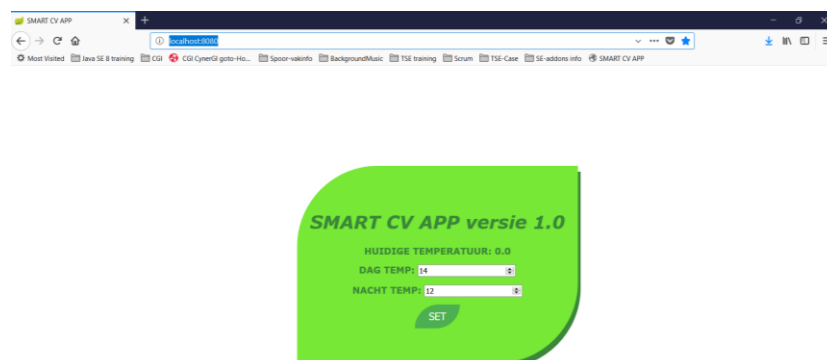 SMART CV APP
localhost:8080
Most Visited Java SE 8 training CGI CGI CynerGI goto-Ho... Spoor-vakinfo BackgroundMusic TSE training Scrum TSE-Case SE-addons info SMART CV APP
SMART CV APP versie 1.0
HUIDIGE TEMPERATUUR: 0.0
DAG TEMP: 14
NACHT TEMP: 12
SET